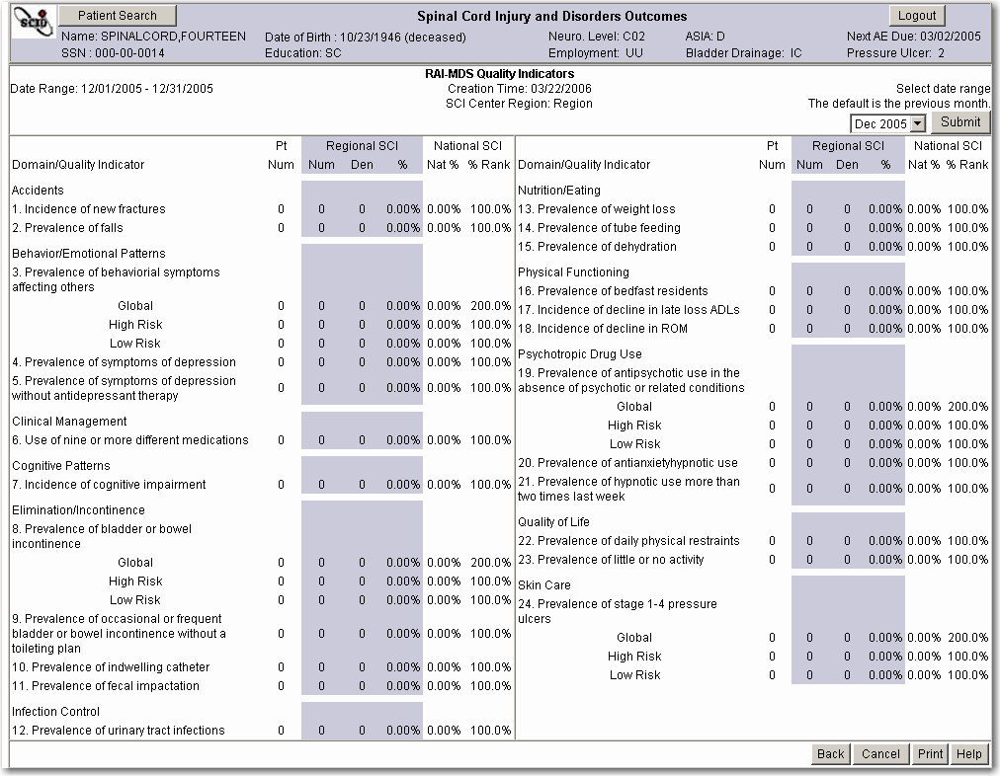 SCID
Patient Search
Spinal Cord Injury and Disorders Outcomes
Logout
Name: SPINALCORD,FOURTEEN Date of Birth : 10/23/1946 (deceased) Neuro. Level: C02 ASIA: D Next AE Due: 03/02/2005
SSN : 000-00-0014 Education: SC Employment: UU Bladder Drainage: IC Pressure Ulcer: 2
RAI-MDS Quality Indicators
Date Range: 12/01/2005 - 12/31/2005 Creation Time: 03/22/2006 Select date range
SCI Center Region: Region The default is the previous month.
Dec 2005 Submit
Pt Regional SCI National SCI
Domain/Quality Indicator Num Num Den % Nat % % Rank
Accidents
1. Incidence of new fractures 0 0 0 0.00% 0.00% 100.0%
2. Prevalence of falls 0 0 0 0.00% 0.00% 100.0%
Behavior/Emotional Patterns
3. Prevalence of behaviorial symptoms
affecting others
Global 0 0 0 0.00% 0.00% 200.0%
High Risk 0 0 0 0.00% 0.00% 100.0%
Low Risk 0 0 0 0.00% 0.00% 100.0%
4. Prevalence of symptoms of depression 0 0 0 0.00% 0.00% 100.0%
5. Prevalence of symptoms of depression
without antidepressant therapy 0 0 0 0.00% 0.00% 100.0%
Clinical Management
6. Use of nine or more different medications 0 0 0 0.00% 0.00% 100.0%
Cognitive Patterns
7. Incidence of cognitive impairment 0 0 0 0.00% 0.00% 100.0%
Elimination/Incontinence
8. Prevalence of bladder or bowel
incontinence
Global 0 0 0 0.00% 0.00% 200.0%
High Risk 0 0 0 0.00% 0.00% 100.0%
Low Risk 0 0 0 0.00% 0.00% 100.0%
9. Prevalence of occasional or frequent
bladder or bowel incontinence without a 0 0 0 0.00% 0.00% 100.0%
toileting plan
10. Prevalence of indwelling catheter 0 0 0 0.00% 0.00% 100.0%
11. Prevalence of fecal impactation 0 0 0 0.00% 0.00% 100.0%
Infection Control
12. Prevalence of urinary tract infections 0 0 0 0.00% 0.00% 100.0%
Pt Regional SCI National SCI
Domain/Quality Indicator Num Num Den % Nat % % Rank
Nutrition/Eating
13. Prevalence of weight loss 0 0 0 0.00% 0.00% 100.0%
14. Prevalence of tube feeding 0 0 0 0.00% 0.00% 100.0%
15. Prevalence of dehydration 0 0 0 0.00% 0.00% 100.0%
Physical Functioning
16. Prevalence of bedfast residents 0 0 0 0.00% 0.00% 100.0%
17. Incidence of decline in late loss ADLs 0 0 0 0.00% 0.00% 100.0%
18. Incidence of decline in ROM 0 0 0 0.00% 0.00% 100.0%
Psychotropic Drug Use
19. Prevalence of antipsychotic use in the
absence of psychotic or related conditions
Global 0 0 0 0.00% 0.00% 200.0%
High Risk 0 0 0 0.00% 0.00% 100.0%
Low Risk 0 0 0 0.00% 0.00% 100.0%
20. Prevalence of antianxietyhypnotic use 0 0 0 0.00% 0.00% 100.0%
21. Prevalence of hypnotic use more than
two times last week 0 0 0 0.00% 0.00% 100.0%
Quality of Life
22. Prevalence of daily physical restraints 0 0 0 0.00% 0.00% 100.0%
23. Prevalence of little or no activity 0 0 0 0.00% 0.00% 100.0%
Skin Care
24. Prevalence of stage 1-4 pressure
ulcers
Global 0 0 0 0.00% 0.00% 200.0%
High Risk 0 0 0 0.00% 0.00% 100.0%
Low Risk 0 0 0 0.00% 0.00% 100.0%
Back Cancel Print Help